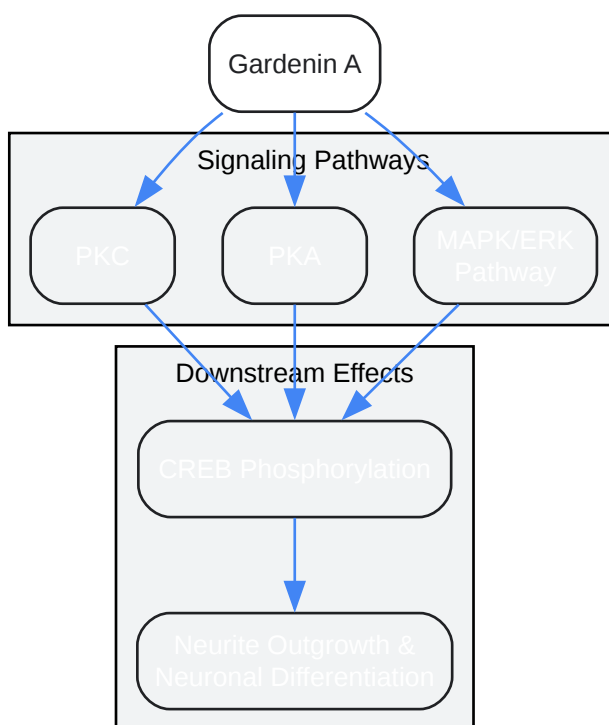 Gardenin A
Signaling Pathways
PKC
PKA
MAPK/ERK
Pathway
Downstream Effects
CREB Phosphorylation
Neurite Outgrowth &
Neuronal Differentiation